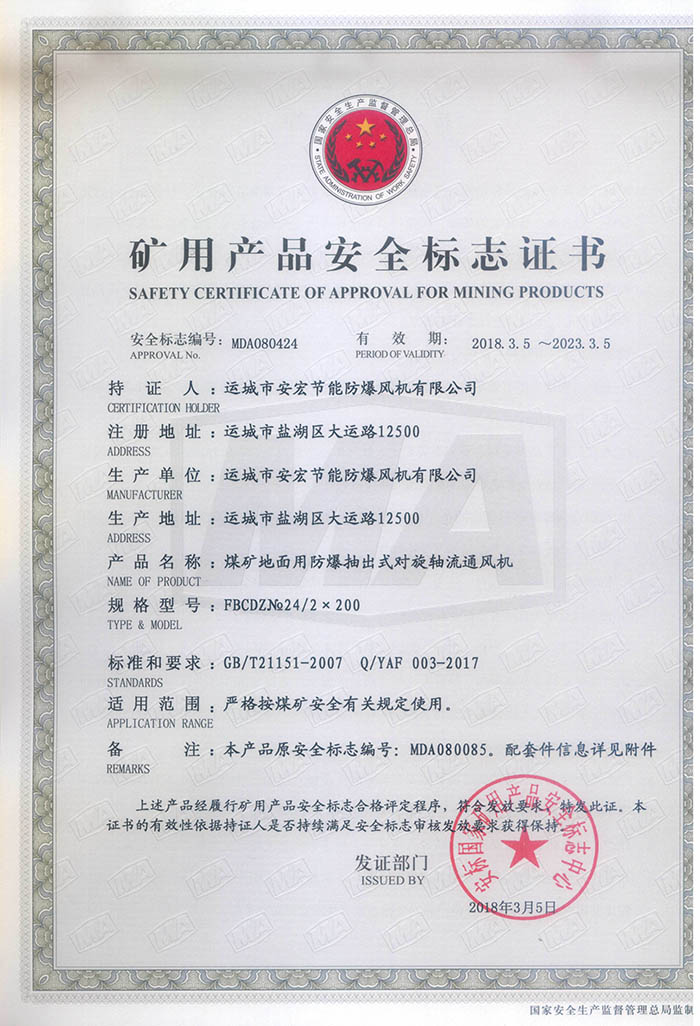 国家安全生产监督管理总局
STATE ADMINISTRATION OF WORK SAFETY
矿用产品安全标志证书
SAFETY CERTIFICATE OF APPROVAL FOR MINING PRODUCTS
安全标志编号: MDA080424 有效期: 2018.3.5 ~2023.3.5
APPROVAL No. PERIOD OF VALIDITY
持证人:运城市安宏节能防爆风机有限公司
CERTIFICATION HOLDER
注册地址:运城市盐湖区大运路12500
ADDRESS
生产单位:运城市安宏节能防爆风机有限公司
MANUFACTURER
生产地址:运城市盐湖区大运路12500
ADDRESS
产品名称:煤矿地面用防爆抽出式对旋轴流通风机
NAME OF PRODUCT
规格型号:FBCDZ№24/2×200
TYPE & MODEL
标准和要求:GB/T21151-2007 Q/YAF 003-2017
STANDARDS
适用范围:严格按煤矿安全有关规定使用。
APPLICATION RANGE
备注:本产品原安全标志编号:MDA080085。配套件信息详见附件
REMARKS
上述产品经履行矿用产品安全标志合格评定程序,符合发放要求,特发此证。本
证书的有效性依据持证人是否持续满足安全标志审核发放要求获得保持。
安标国家矿用产品安全标志中心
发证部门
ISSUED BY
2018年3月5日
国家安全生产监督管理总局监制
MA